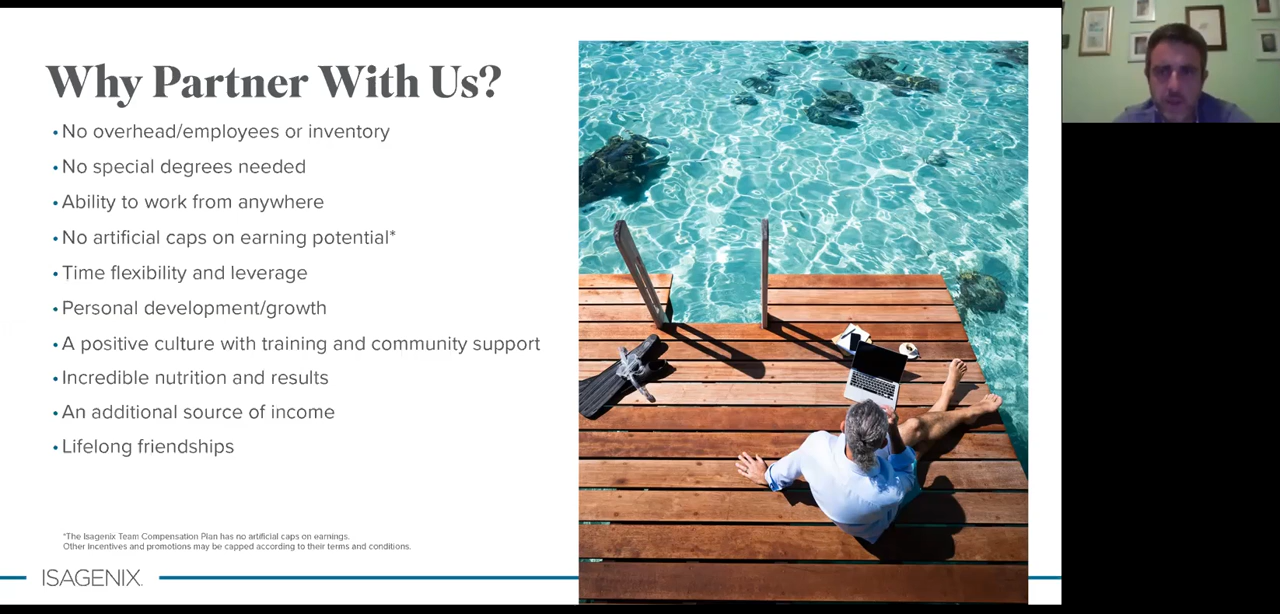 Why Partner With Us?
• No overhead/employees or inventory
• No special degrees needed
• Ability to work from anywhere
• No artificial caps on earning potential*
• Time flexibility and leverage
• Personal development/growth
• A positive culture with training and community support
• Incredible nutrition and results
• An additional source of income
• Lifelong friendships
*The Isagenix Team Compensation Plan has no artificial caps on earnings.
Other Incentives and promotions may be capped according to their terms and conditions.
ISAGENIX.